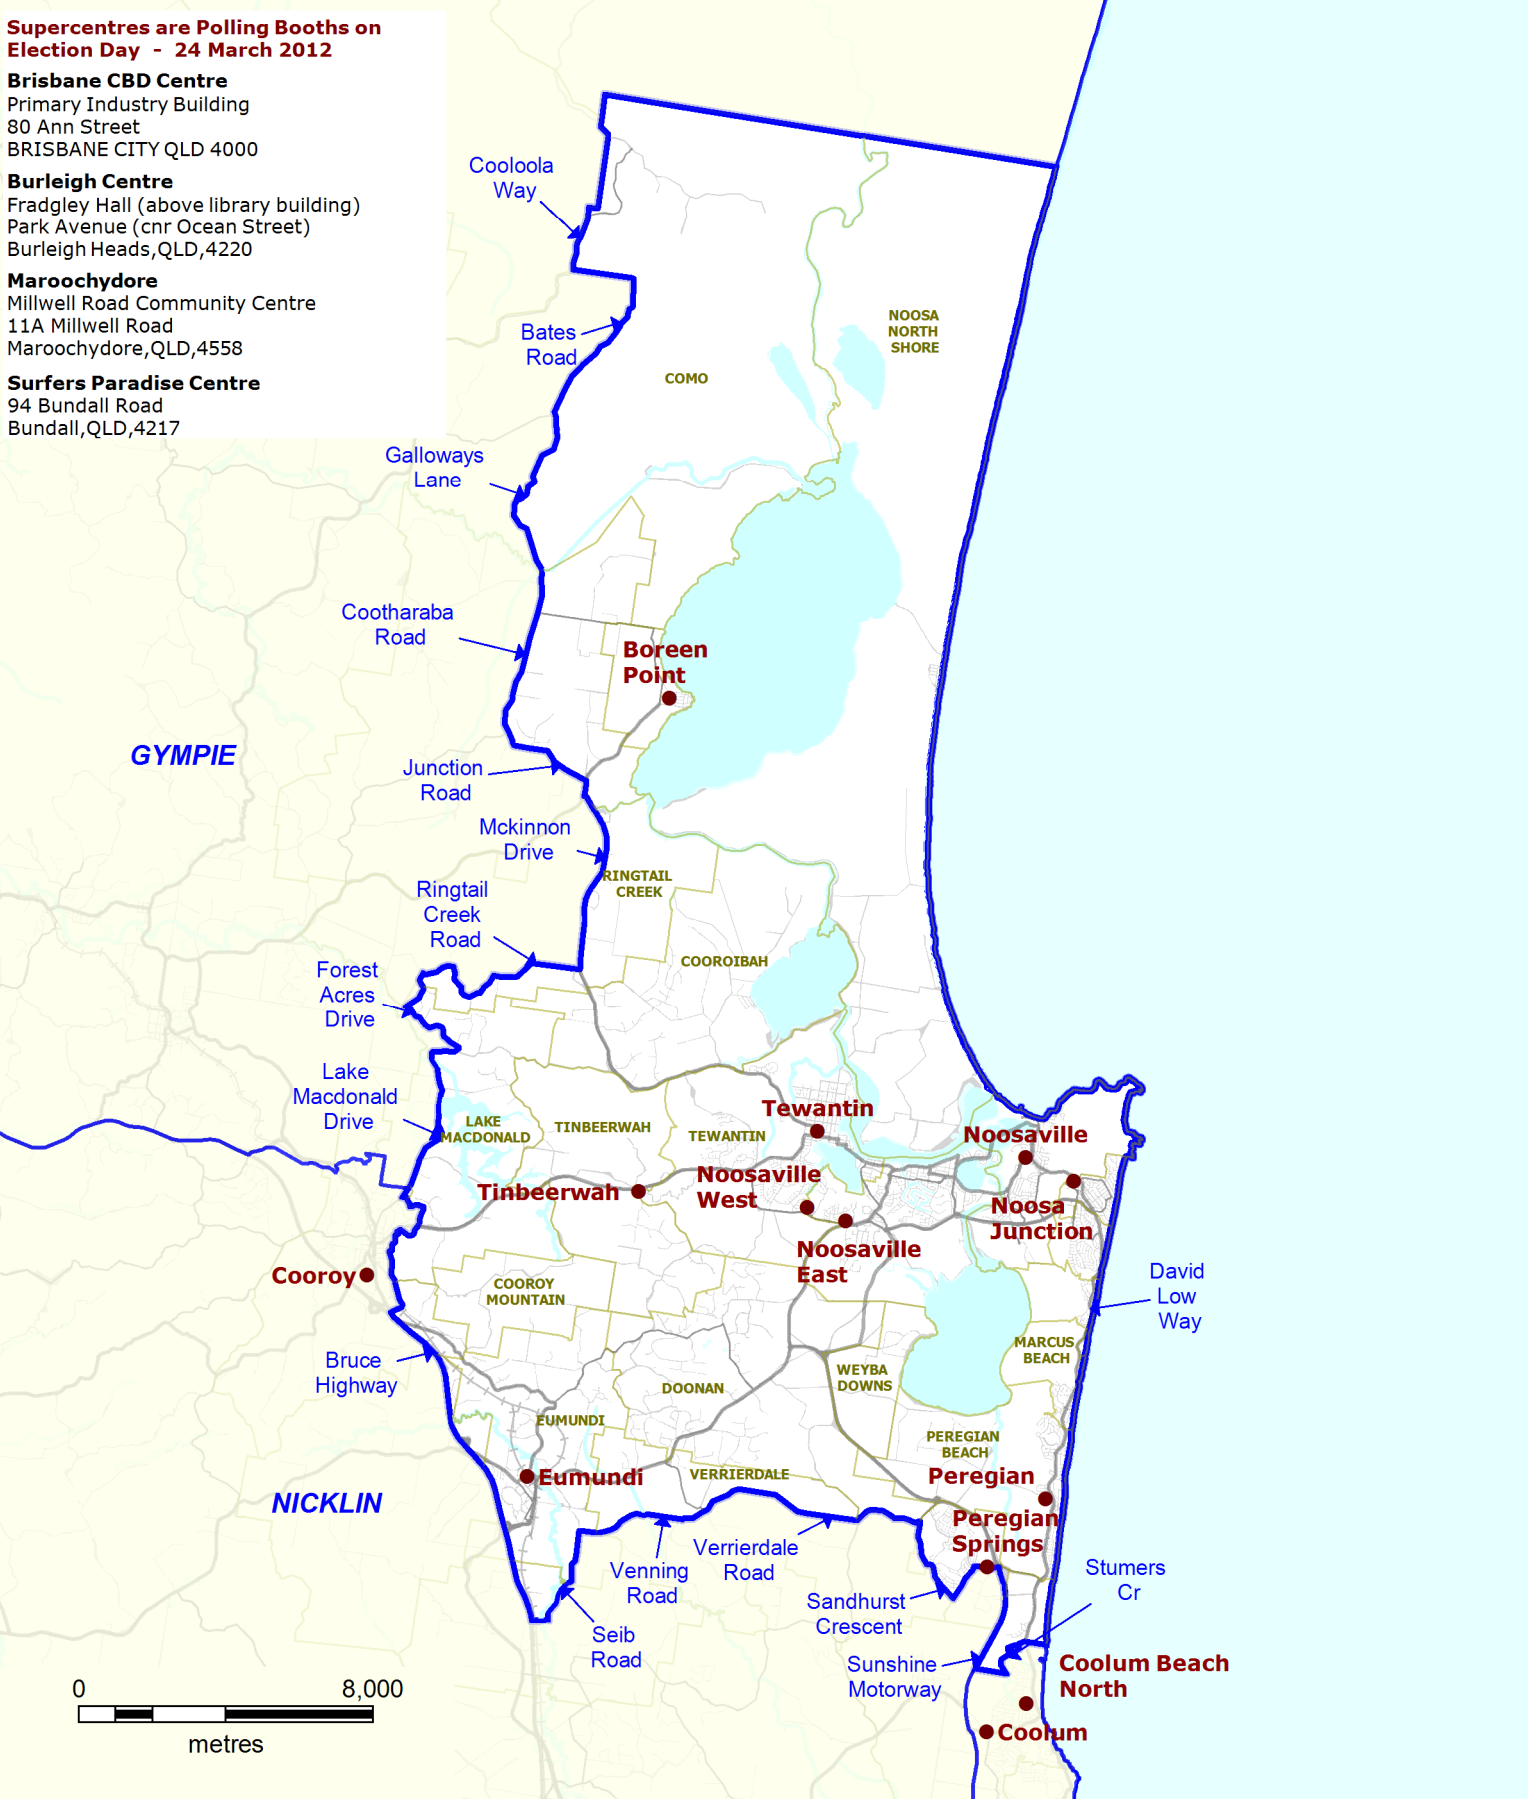 Supercentres are Polling Booths on
Election Day - 24 March 2012
Brisbane CBD Centre
Primary Industry Building
80 Ann Street
BRISBANE CITY QLD 4000
Burleigh Centre
Fradgley Hall (above library building)
Park Avenue (cnr Ocean Street)
Burleigh Heads,QLD,4220
Maroochydore
Millwell Road Community Centre
11A Millwell Road
Maroochydore,QLD,4558
Surfers Paradise Centre
94 Bundall Road
Bundall,QLD,4217
Cooloola
Way
Bates
Road
NOOSA
NORTH
SHORE
COMO
Galloways
Lane
Cootharaba
Road
Boreen
Point
GYMPIE
Junction
Road
Mckinnon
Drive
RINGTAIL
CREEK
Ringtail
Creek
Road
COOROIBAH
Forest
Acres
Drive
Lake
Macdonald
Drive
LAKE
MACDONALD
TINBEERWAH
TEWANTIN
Tewantin
Noosaville
Tinbeerwah
Noosaville
West
Noosa
Junction
Noosaville
East
Cooroy
COOROY
MOUNTAIN
David
Low
Way
MARCUS
BEACH
Bruce
Highway
WEYBA
DOWNS
DOONAN
EUMUNDI
PEREGIAN
BEACH
Eumundi
VERRIERDALE
Peregian
NICKLIN
Peregian
Springs
Verrierdale
Road
Venning
Road
Stumers
Cr
Sandhurst
Crescent
Seib
Road
Sunshine
Motorway
Coolum Beach
North
Coolum
0 8,000
metres